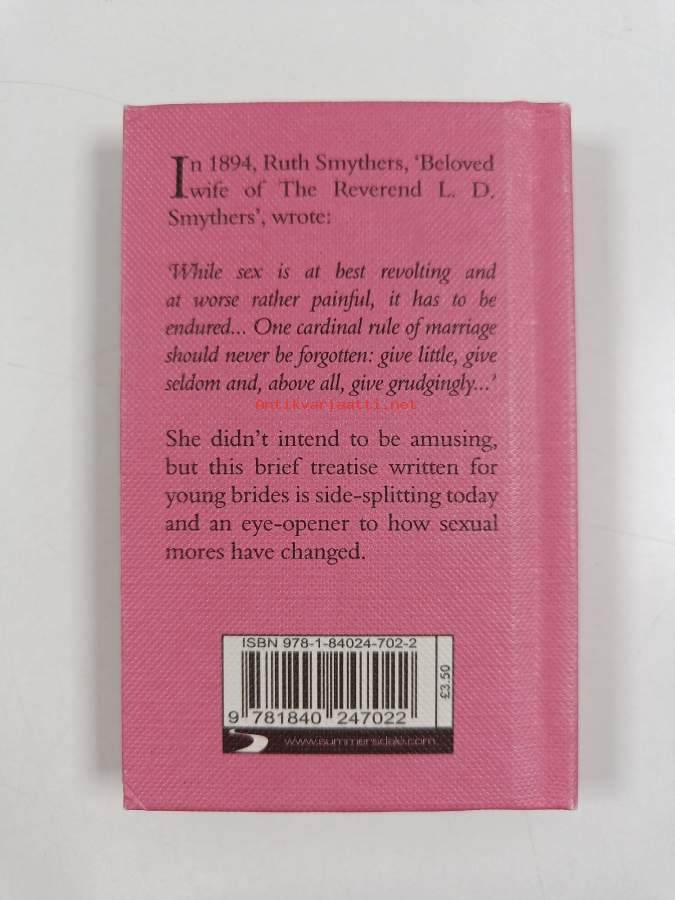 In 1894, Ruth Smythers, ‘Beloved
wife of The Reverend L. D.
Smythers’, wrote:
‘While sex is at best revolting and
at worse rather painful, it has to be
endured... One cardinal rule of marriage
should never be forgotten: give little, give
seldom and, above all, give grudgingly...’
Antikvariaatti.net
She didn’t intend to be amusing,
but this brief treatise written for
young brides is side-splitting today
and an eye-opener to how sexual
mores have changed.
ISBN 978-1-84024-702-2
£3.50
9 781840 247022
www.summersdale.com